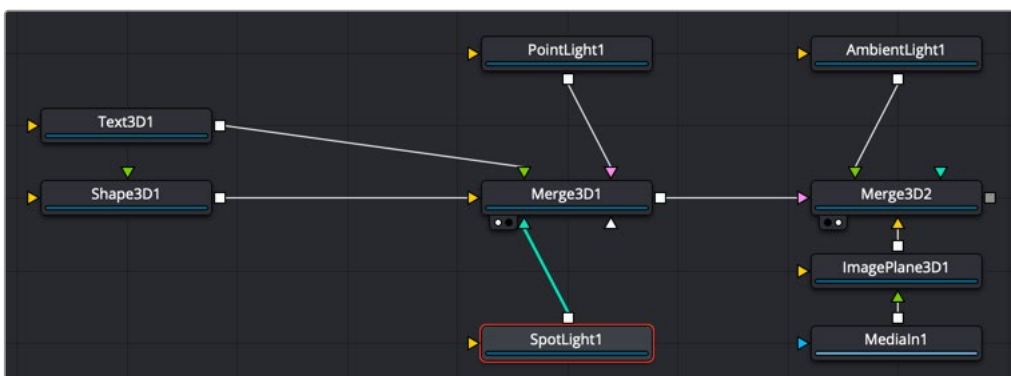 PointLight1
AmbientLight1
Text3D1
Shape3D1
Merge3D1
Merge3D2
ImagePlane3D1
SpotLight1
MediaIn1